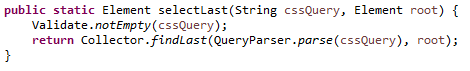 public static Element selectLast(String cssQuery, Element root) {
    Validate.notEmpty(cssQuery);
    return Collector.findLast(QueryParser.parse(cssQuery), root);
}